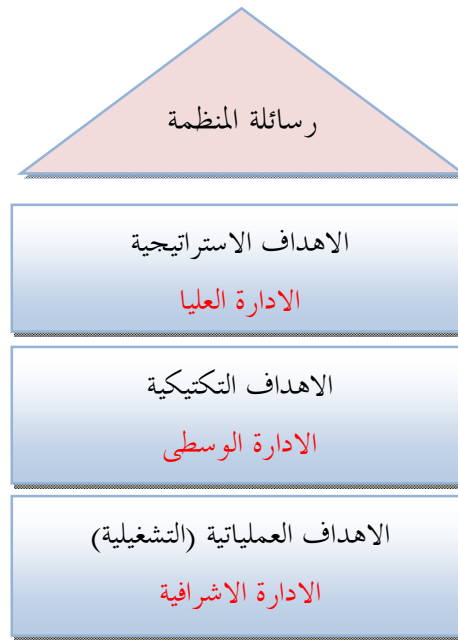 رسائلة المنظمة
الاهداف الاستراتيجية
الادارة العليا
الاهداف التكتيكية
الادارة الوسطى
الاهداف العملياتية (التشغيلية)
الادارة الاشرافية